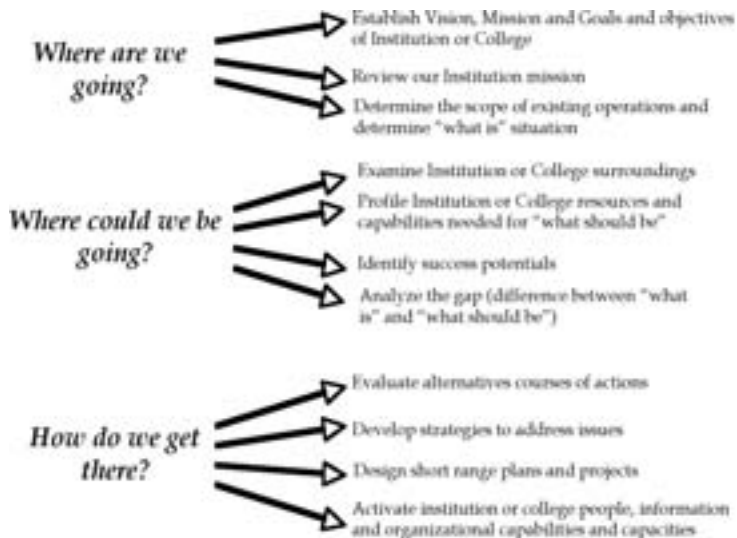 Where are we
going?
Establish Vision, Mission and Goals and objectives
of Institution or College
Review our Institution mission
Determine the scope of existing operations and
determine "what is" situation
Where could we be
going?
Examine Institution or College surroundings
Profile Institution or College resources and
capabilities needed for "what should be"
Identify success potentials
Analyze the gap (difference between "what
is" and "what should be")
How do we get
there?
Evaluate alternatives courses of actions
Develop strategies to address issues
Design short range plans and projects
Activate institution or college people, information
and organizational capabilities and capacities